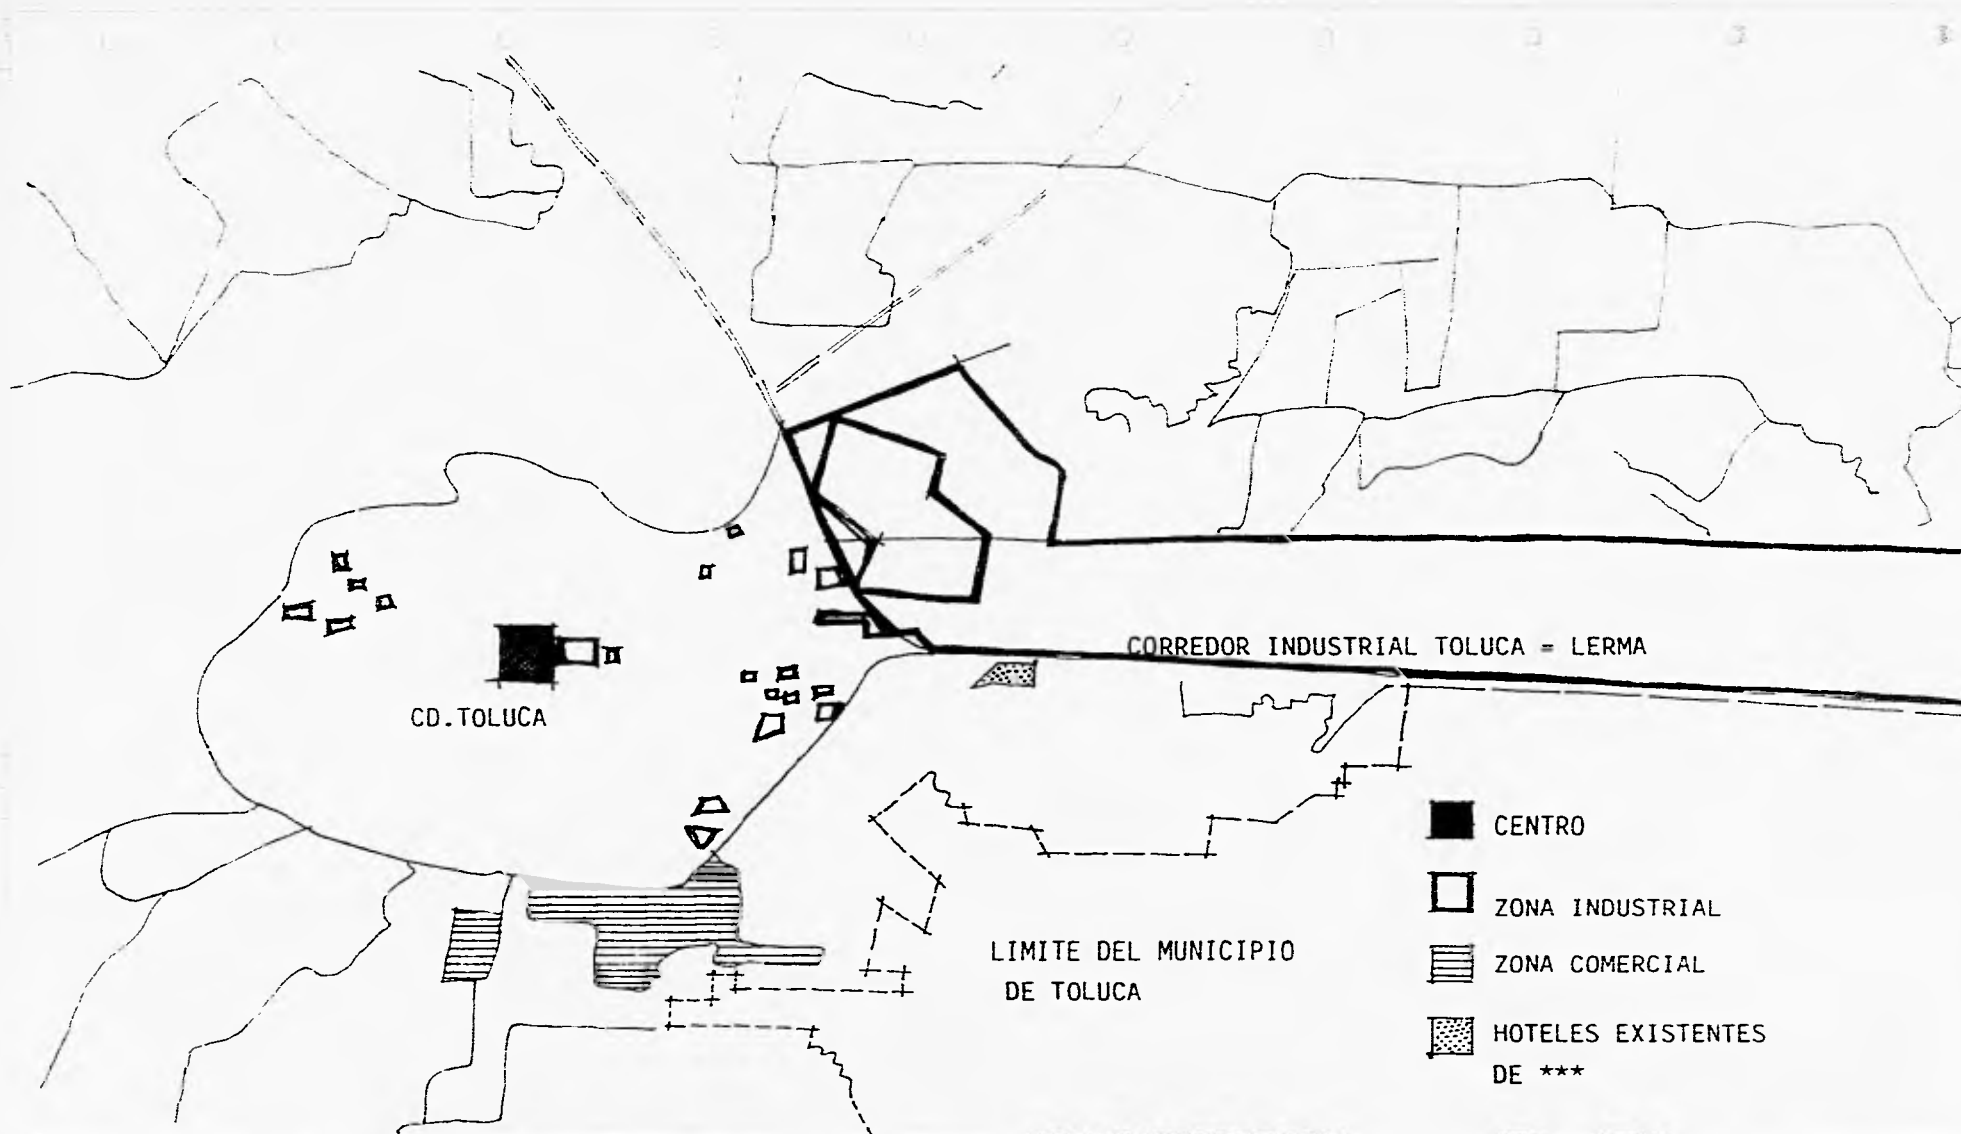 CORREDOR INDUSTRIAL TOLUCA = LERMA
CD.TOLUCA
LIMITE DEL MUNICIPIO
DE TOLUCA
CENTRO
ZONA INDUSTRIAL
ZONA COMERCIAL
HOTELES EXISTENTES
DE ***